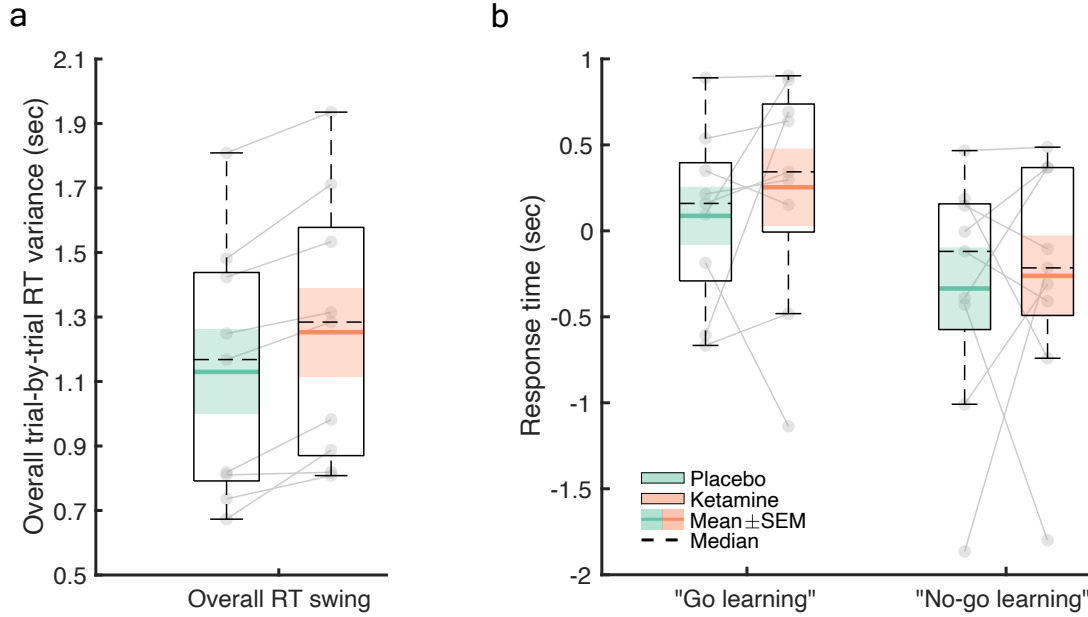 a
Overall trial-by-trial RT variance (sec)
2.1
1.9
1.7
1.5
1.3
1.1
0.9
0.7
0.5
Overall RT swing
b
Response time (sec)
1
0.5
0
-0.5
-1
-1.5
-2
Placebo
Ketamine
Mean±SEM
Median
"Go learning"
"No-go learning"